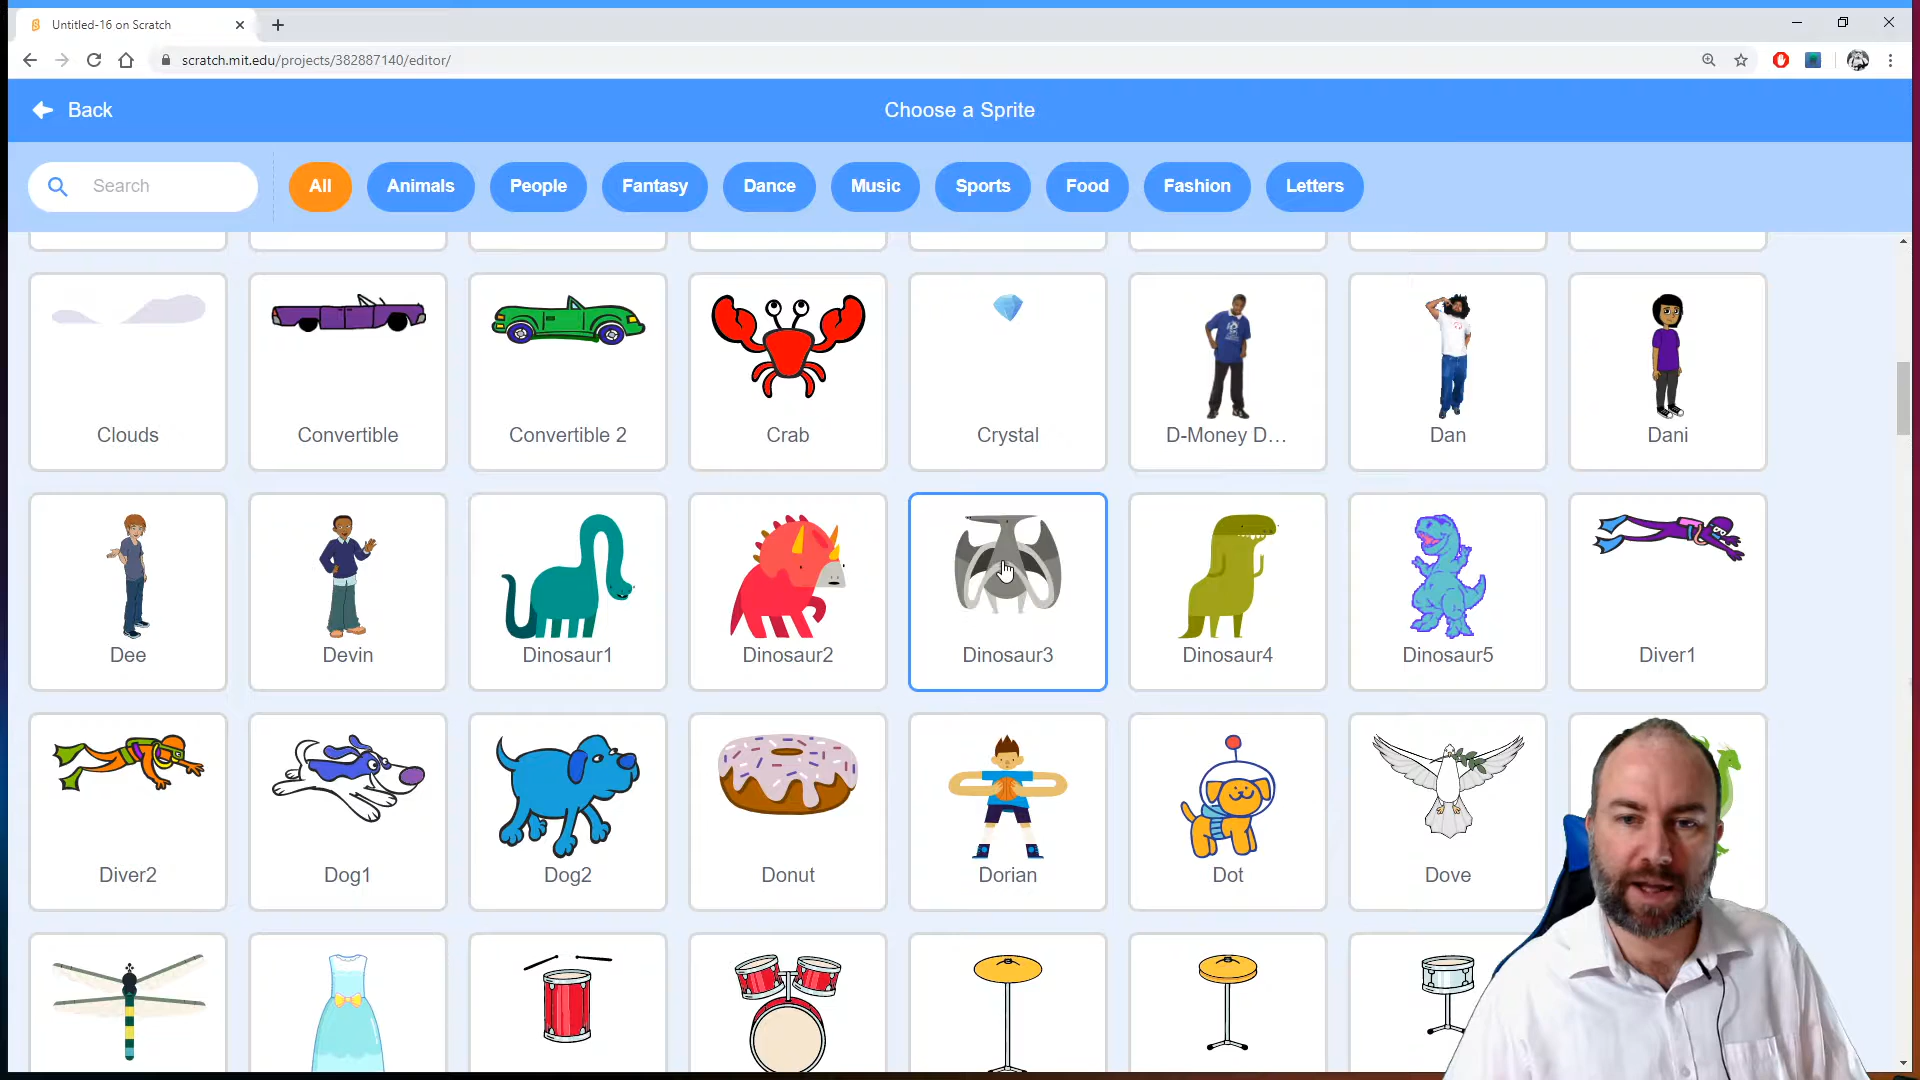 Untitled-16 on Scratch
scratch.mit.edu/projects/382887140/editor/
Back
Choose a Sprite
Search
All
Animals
People
Fantasy
Dance
Music
Sports
Food
Fashion
Letters
Clouds
Convertible
Convertible 2
Crab
Crystal
D-Money D...
Dan
Dani
Dee
Devin
Dinosaur1
Dinosaur2
Dinosaur3
Dinosaur4
Dinosaur5
Diver1
Diver2
Dog1
Dog2
Donut
Dorian
Dot
Dove